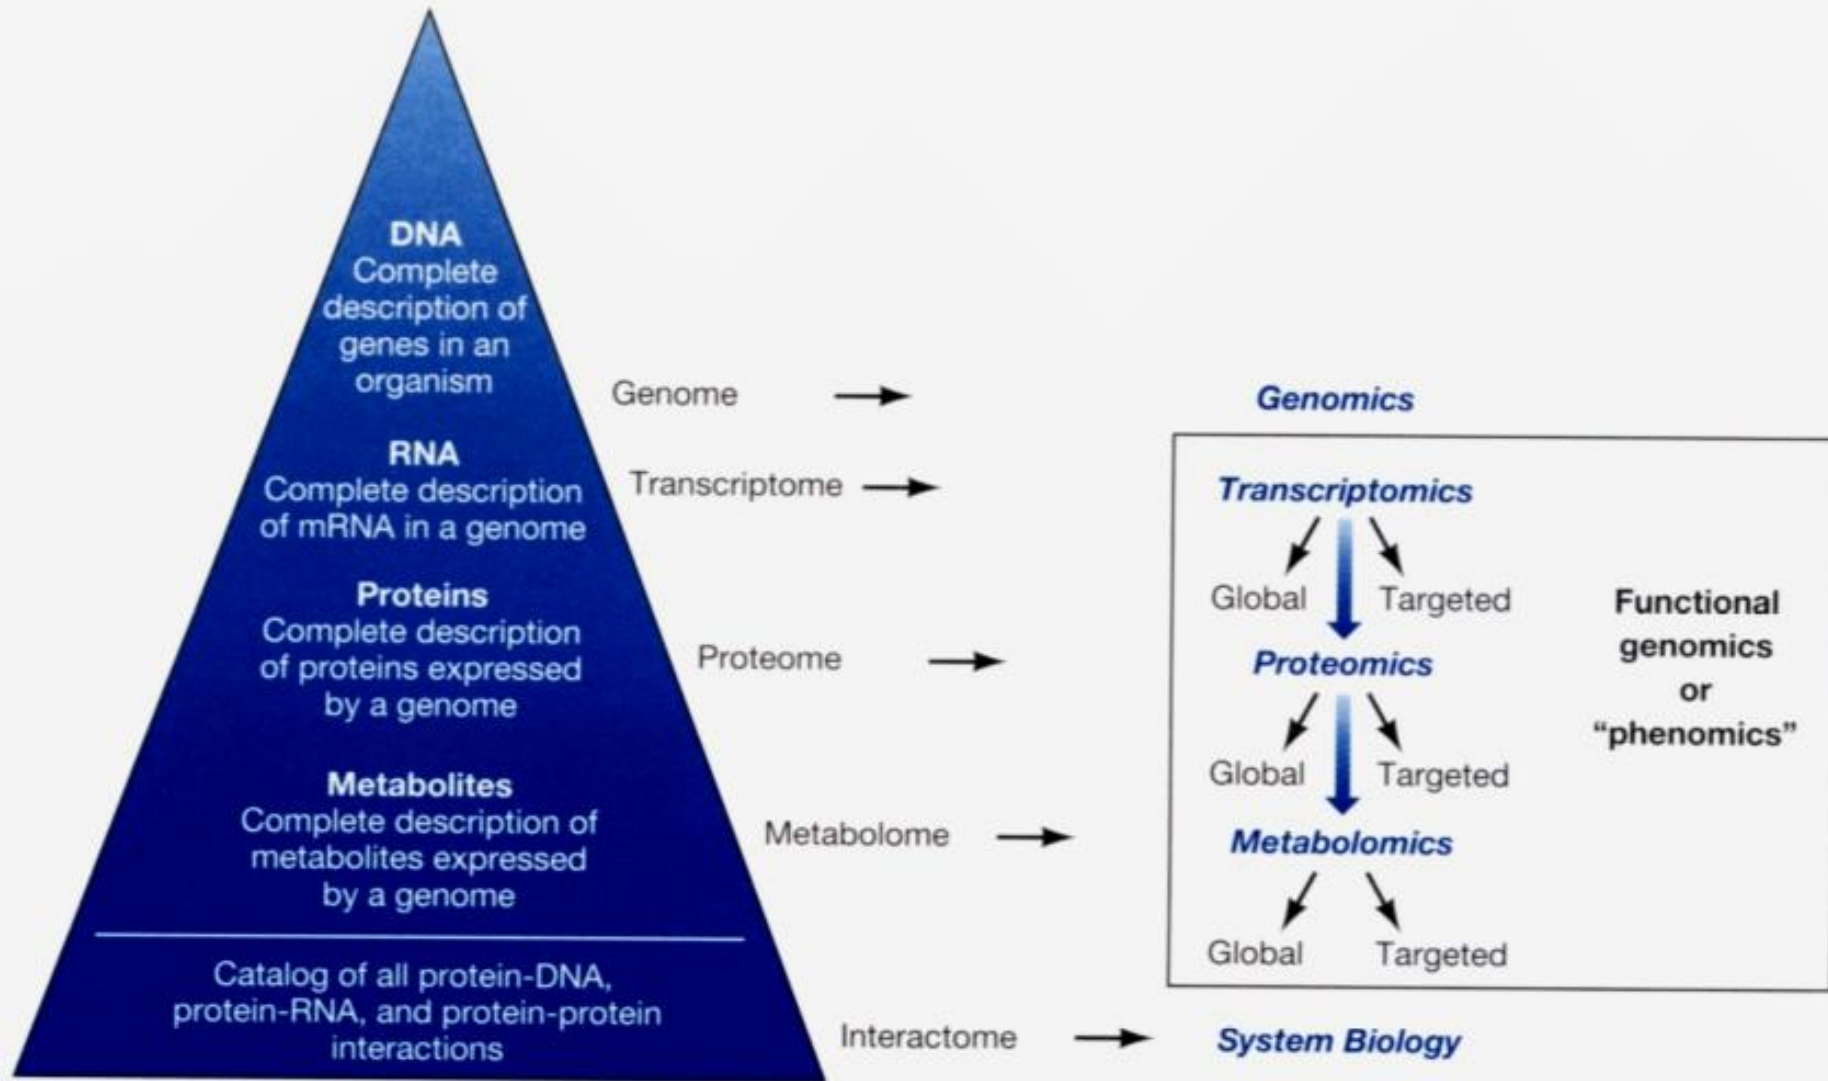 DNA
Complete
description of
genes in an
organism
RNA
Complete description
of mRNA in a genome
Proteins
Complete description
of proteins expressed
by a genome
Metabolites
Complete description of
metabolites expressed
by a genome
Catalog of all protein-DNA,
protein-RNA, and protein-protein
interactions
Genome
Transcriptome
Proteome
Metabolome
Interactome
Genomics
Transcriptomics
Global Targeted
Proteomics
Global Targeted
Metabolomics
Global Targeted
System Biology
Functional
genomics
or
“phenomics”